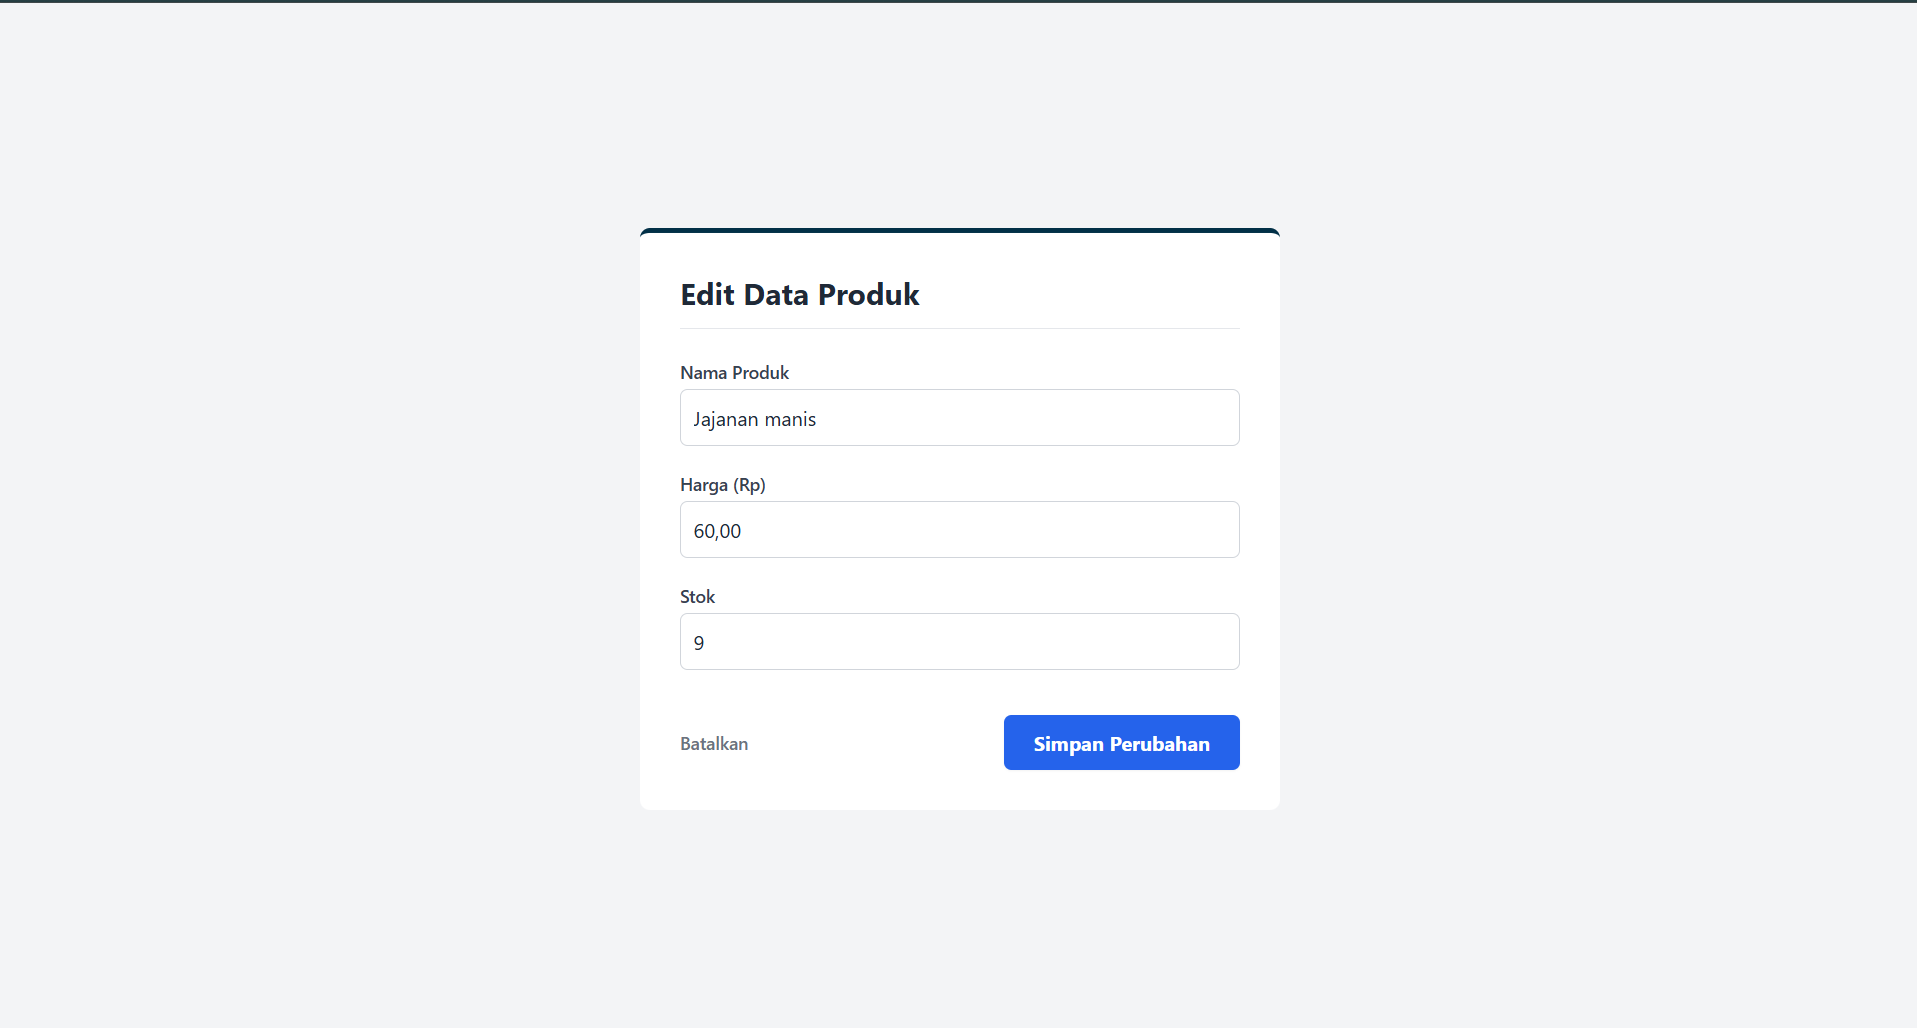 Edit Data Produk
Nama Produk
Jajanan manis
Harga (Rp)
60,00
Stok
9
Batalkan
Simpan Perubahan